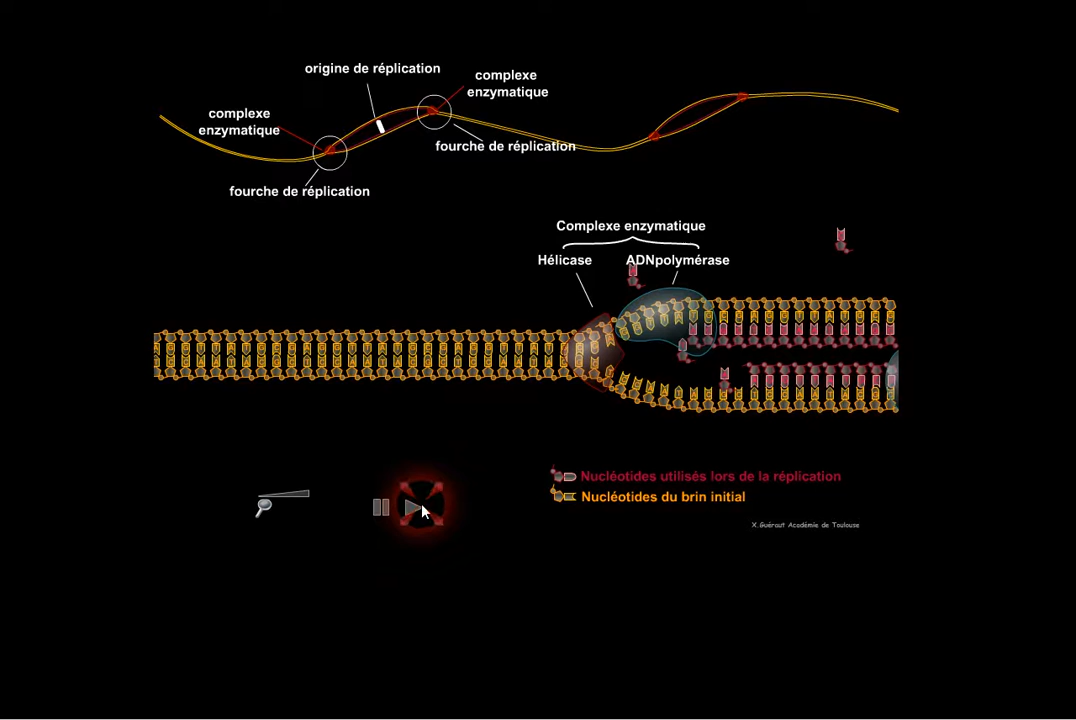 origine de réplication
complexe
enzymatique
complexe
enzymatique
fourche de réplication
fourche de réplication
Complexe enzymatique
Hélicase
ADNpolymérase
Nucléotides utilisés lors de la réplication
Nucléotides du brin initial
X.Guéraut Académie de Toulouse